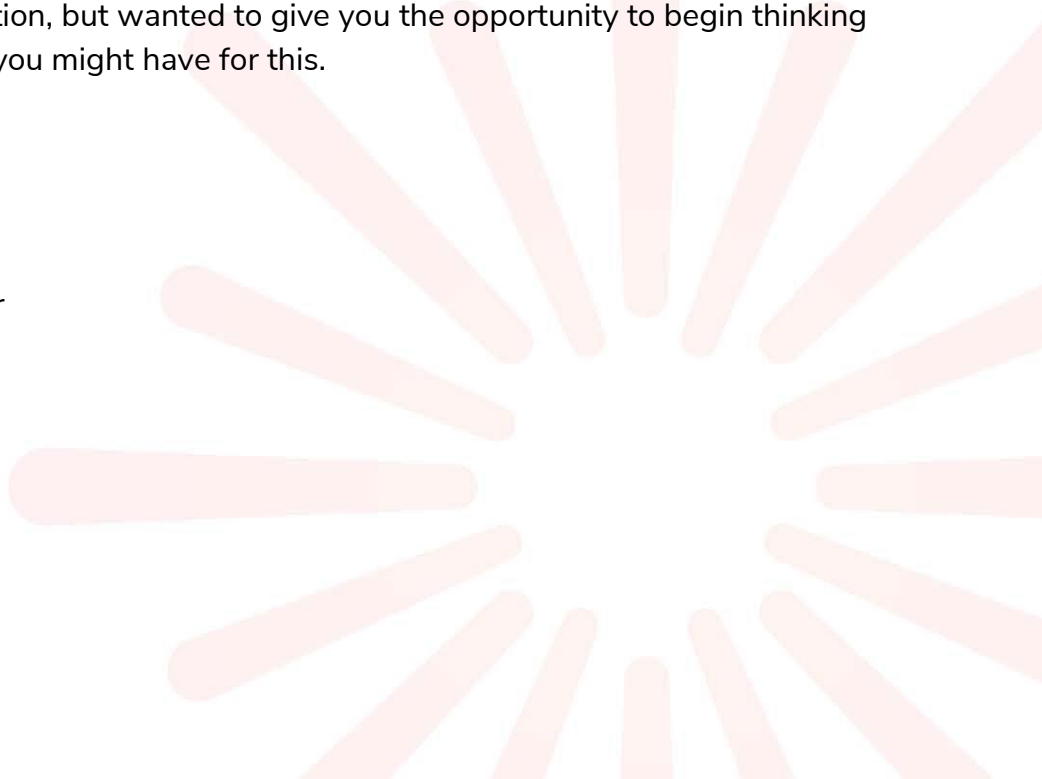 tion, but wanted to give you the opportunity to begin thinking
you might have for this.
r